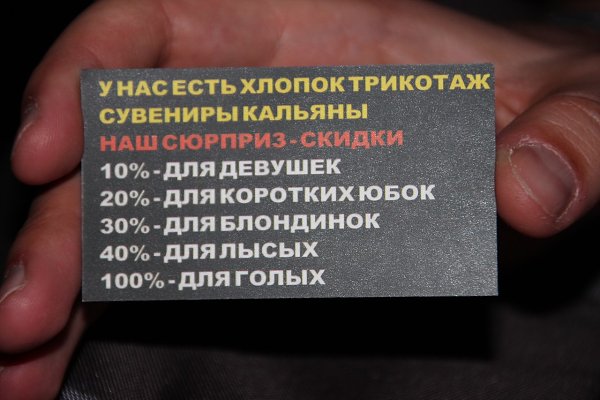 У НАС ЕСТЬ ХЛОПОК ТРИКОТАЖ
СУВЕНИРЫ КАЛЬЯНЫ
НАШ СЮРПРИЗ - СКИДКИ
10% - ДЛЯ ДЕВУШЕК
20% - ДЛЯ КОРОТКИХ ЮБОК
30% - ДЛЯ БЛОНДИНОК
40% - ДЛЯ ЛЫСЫХ
100% - ДЛЯ ГОЛЫХ